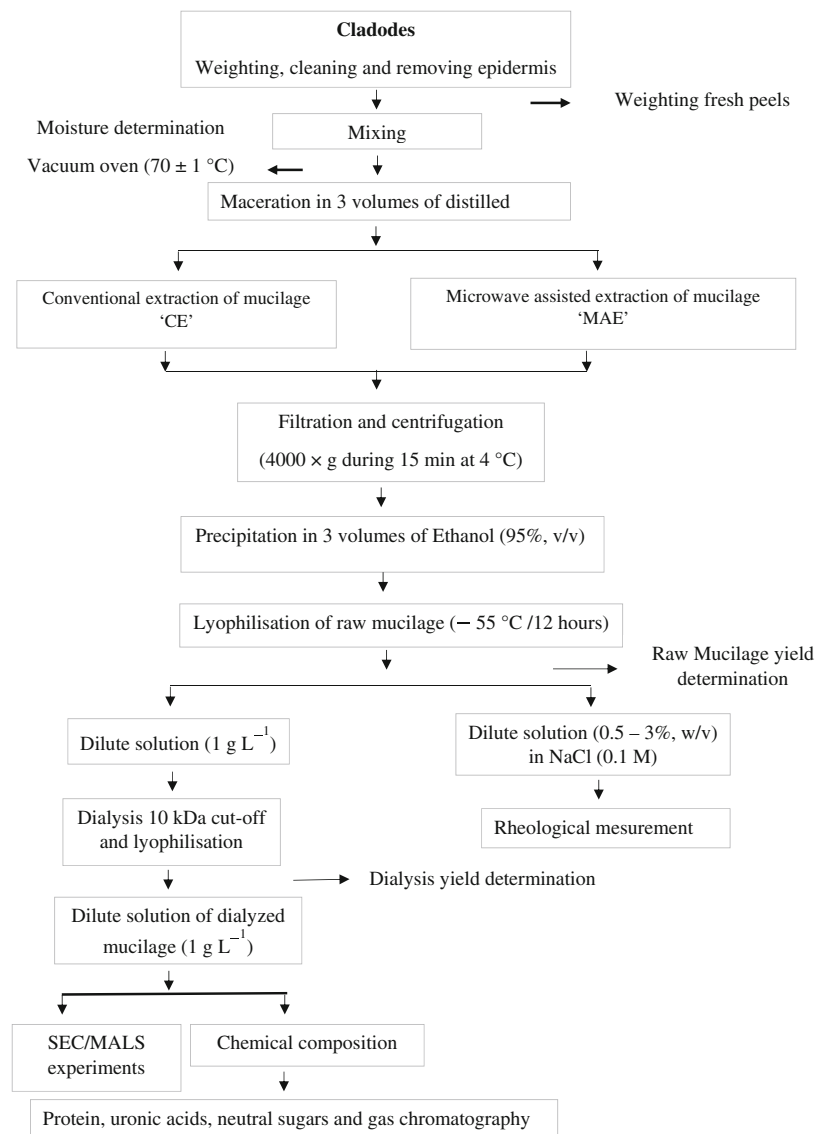 Cladodes
Weighting, cleaning and removing epidermis
Weighting fresh peels
Moisture determination
Mixing
Vacuum oven (70 ± 1 °C)
Maceration in 3 volumes of distilled
Conventional extraction of mucilage
‘CE’
Microwave assisted extraction of mucilage
‘MAE’
Filtration and centrifugation
(4000 × g during 15 min at 4 °C)
Precipitation in 3 volumes of Ethanol (95%, v/v)
Lyophilisation of raw mucilage (− 55 °C /12 hours)
Raw Mucilage yield
determination
Dilute solution (1 g L⁻¹)
Dilute solution (0.5 – 3%, w/v)
in NaCl (0.1 M)
Dialysis 10 kDa cut-off
and lyophilisation
Rheological mesurement
Dialysis yield determination
Dilute solution of dialyzed
mucilage (1 g L⁻¹)
SEC/MALS
experiments
Chemical composition
Protein, uronic acids, neutral sugars and gas chromatography